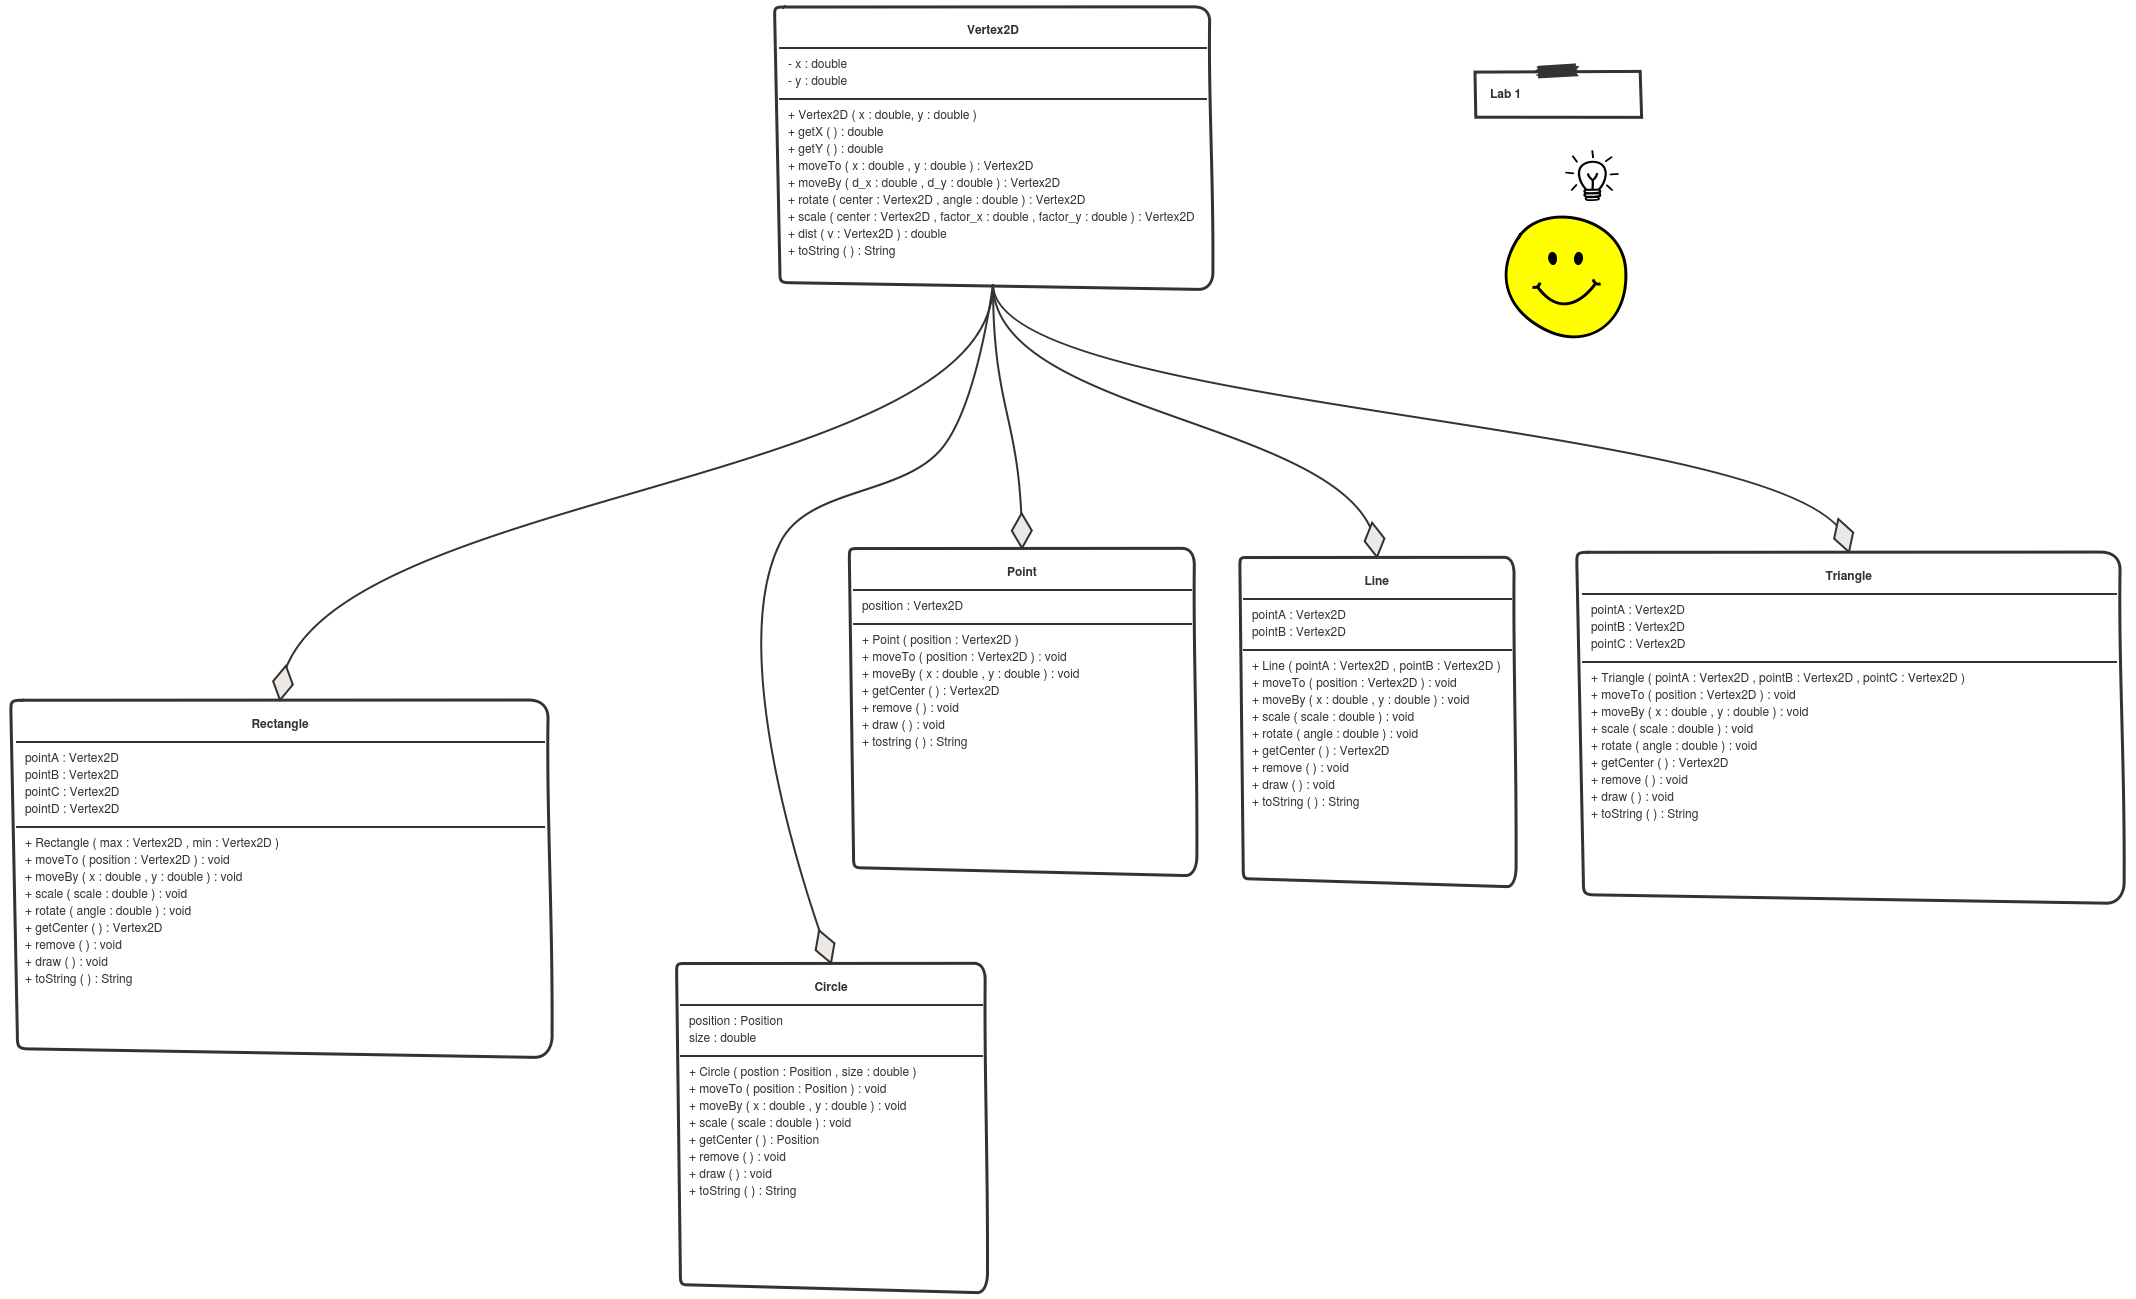 Vertex2D
- x : double
- y : double
+ Vertex2D ( x : double, y : double )
+ getX ( ) : double
+ getY ( ) : double
+ moveTo ( x : double , y : double ) : Vertex2D
+ moveBy ( d_x : double , d_y : double ) : Vertex2D
+ rotate ( center : Vertex2D , angle : double ) : Vertex2D
+ scale ( center : Vertex2D , factor_x : double , factor_y : double ) : Vertex2D
+ dist ( v : Vertex2D ) : double
+ toString ( ) : String
Lab 1
Rectangle
pointA : Vertex2D
pointB : Vertex2D
pointC : Vertex2D
pointD : Vertex2D
+ Rectangle ( max : Vertex2D , min : Vertex2D )
+ moveTo ( position : Vertex2D ) : void
+ moveBy ( x : double , y : double ) : void
+ scale ( scale : double ) : void
+ rotate ( angle : double ) : void
+ getCenter ( ) : Vertex2D
+ remove ( ) : void
+ draw ( ) : void
+ toString ( ) : String
Circle
position : Position
size : double
+ Circle ( postion : Position , size : double )
+ moveTo ( position : Position ) : void
+ moveBy ( x : double , y : double ) : void
+ scale ( scale : double ) : void
+ getCenter ( ) : Position
+ remove ( ) : void
+ draw ( ) : void
+ toString ( ) : String
Point
position : Vertex2D
+ Point ( position : Vertex2D )
+ moveTo ( position : Vertex2D ) : void
+ moveBy ( x : double , y : double ) : void
+ getCenter ( ) : Vertex2D
+ remove ( ) : void
+ draw ( ) : void
+ tostring ( ) : String
Line
pointA : Vertex2D
pointB : Vertex2D
+ Line ( pointA : Vertex2D , pointB : Vertex2D )
+ moveTo ( position : Vertex2D ) : void
+ moveBy ( x : double , y : double ) : void
+ scale ( scale : double ) : void
+ rotate ( angle : double ) : void
+ getCenter ( ) : Vertex2D
+ remove ( ) : void
+ draw ( ) : void
+ toString ( ) : String
Triangle
pointA : Vertex2D
pointB : Vertex2D
pointC : Vertex2D
+ Triangle ( pointA : Vertex2D , pointB : Vertex2D , pointC : Vertex2D )
+ moveTo ( position : Vertex2D ) : void
+ moveBy ( x : double , y : double ) : void
+ scale ( scale : double ) : void
+ rotate ( angle : double ) : void
+ getCenter ( ) : Vertex2D
+ remove ( ) : void
+ draw ( ) : void
+ toString ( ) : String